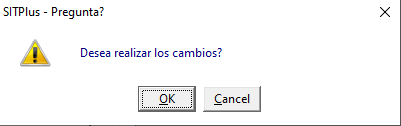 SITPlus - Pregunta?
Desea realizar los cambios?
OK Cancel